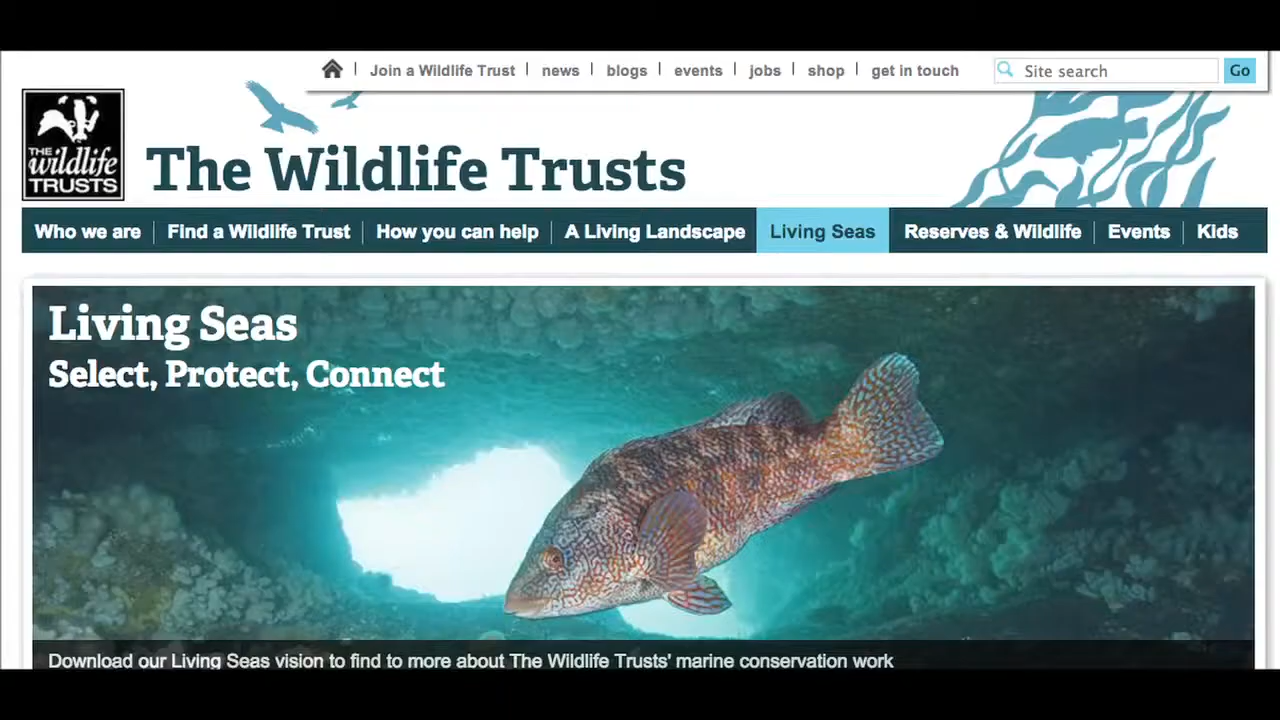 Join a Wildlife Trust news blogs events jobs shop get in touch Site search Go
THE
wildlife
TRUSTS
The Wildlife Trusts
Who we are Find a Wildlife Trust How you can help A Living Landscape Living Seas Reserves & Wildlife Events Kids
Living Seas
Select, Protect, Connect
Download our Living Seas vision to find to more about The Wildlife Trusts' marine conservation work